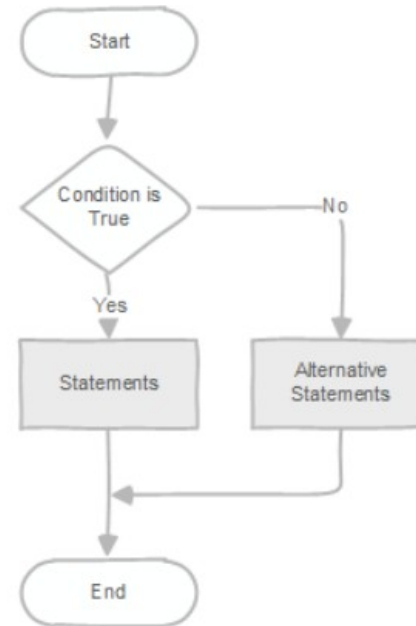 Start
Condition is
True
No
Yes
Statements
Alternative
Statements
End